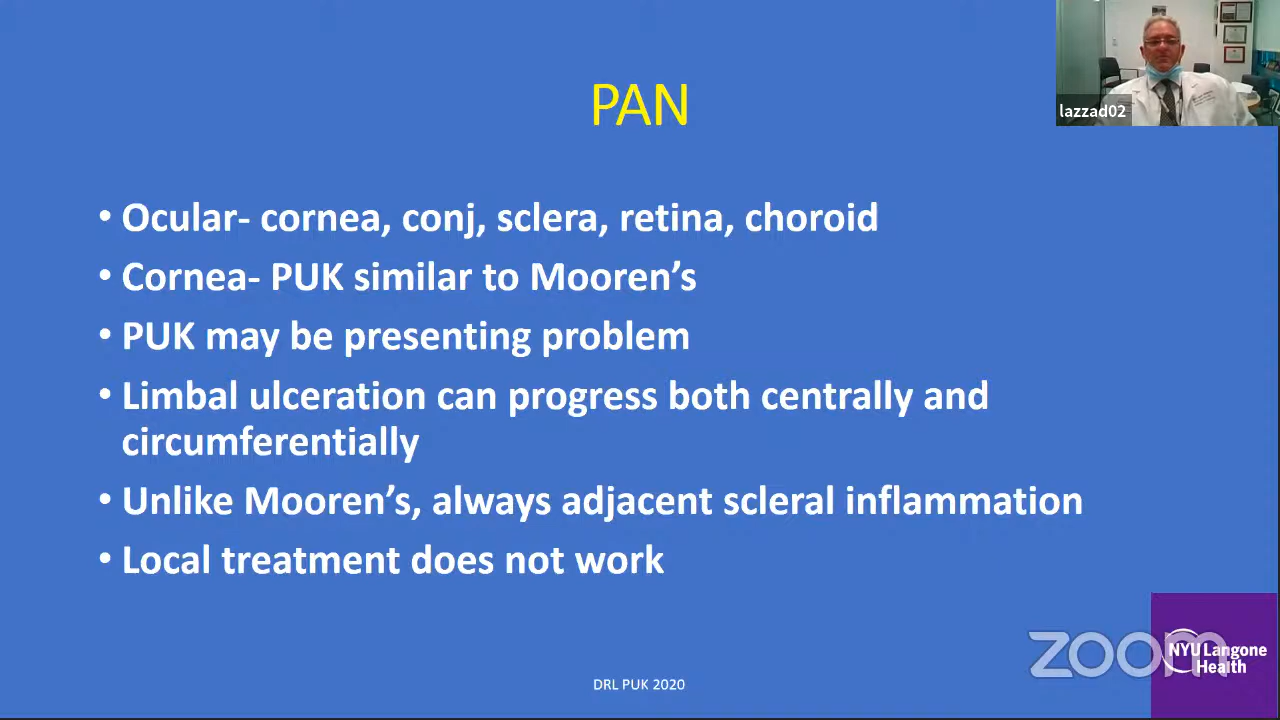 PAN
lazzad02
• Ocular- cornea, conj, sclera, retina, choroid
• Cornea- PUK similar to Mooren’s
• PUK may be presenting problem
• Limbal ulceration can progress both centrally and
circumferentially
• Unlike Mooren’s, always adjacent scleral inflammation
• Local treatment does not work
zoom
NYU Langone
Health
DRL PUK 2020